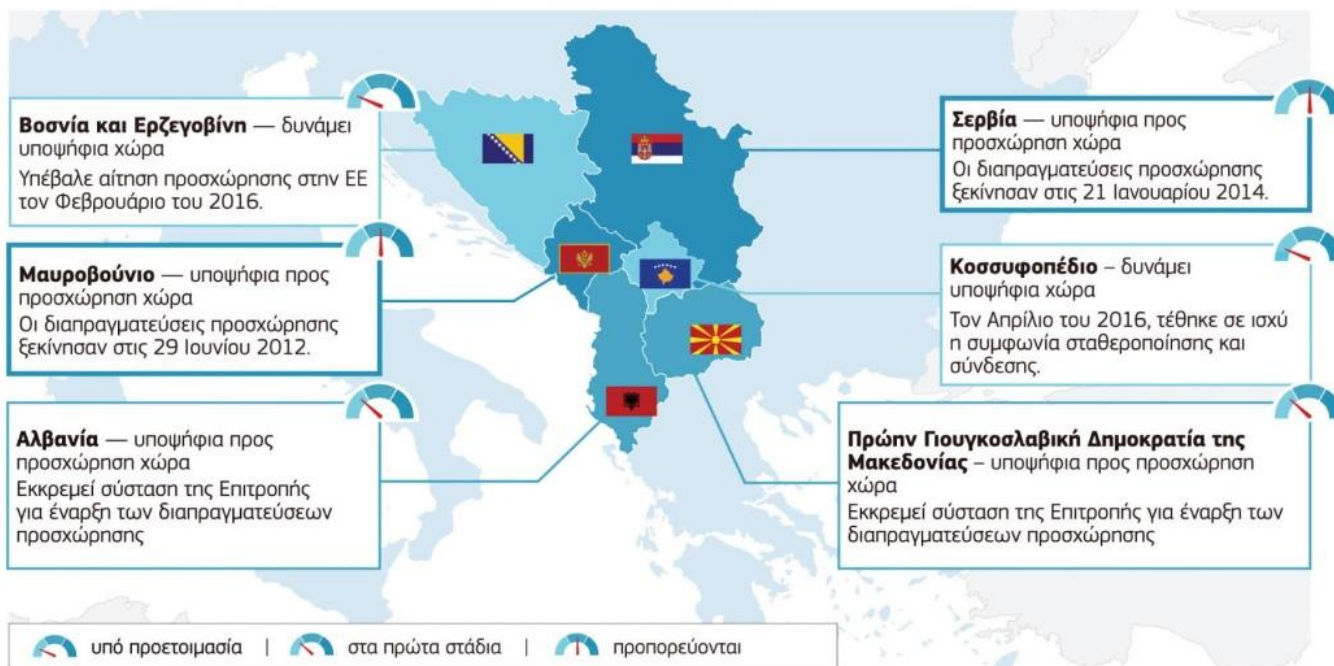 Βοσνία και Ερζεγοβίνη — δυνάμει
υποψήφια χώρα
Υπέβαλε αίτηση προσχώρησης στην ΕΕ
τον Φεβρουάριο του 2016.
Μαυροβούνιο — υποψήφια προς
προσχώρηση χώρα
Οι διαπραγματεύσεις προσχώρησης
ξεκίνησαν στις 29 Ιουνίου 2012.
Αλβανία — υποψήφια προς
προσχώρηση χώρα
Εκκρεμεί σύσταση της Επιτροπής
για έναρξη των διαπραγματεύσεων
προσχώρησης
Σερβία — υποψήφια προς
προσχώρηση χώρα
Οι διαπραγματεύσεις προσχώρησης
ξεκίνησαν στις 21 Ιανουαρίου 2014.
Κοσσυφοπέδιο – δυνάμει
υποψήφια χώρα
Τον Απρίλιο του 2016, τέθηκε σε ισχύ
η συμφωνία σταθεροποίησης και
σύνδεσης.
Πρώην Γιουγκοσλαβική Δημοκρατία της
Μακεδονίας – υποψήφια προς προσχώρηση
χώρα
Εκκρεμεί σύσταση της Επιτροπής για έναρξη των
διαπραγματεύσεων προσχώρησης
υπό προετοιμασία | στα πρώτα στάδια | προπορεύονται